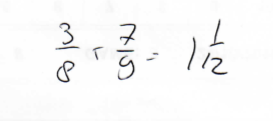 3/8 · 7/9 = 1 1/12